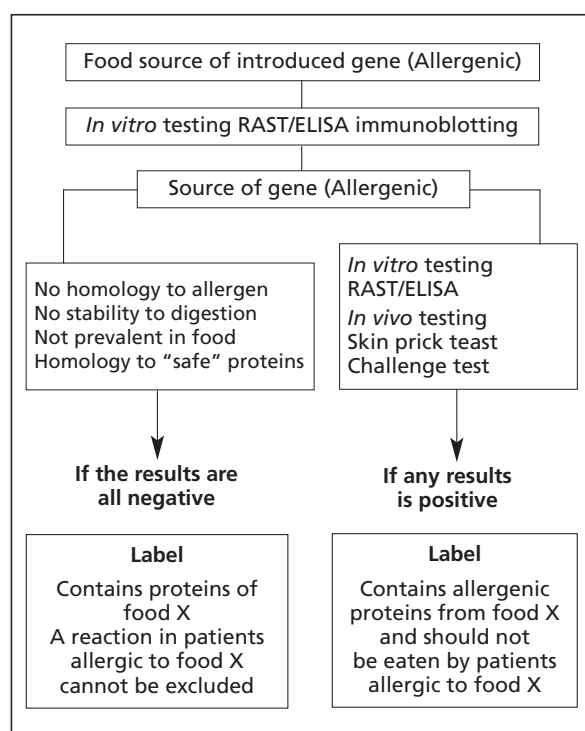 Food source of introduced gene (Allergenic)
In vitro testing RAST/ELISA immunoblotting
Source of gene (Allergenic)
No homology to allergen
No stability to digestion
Not prevalent in food
Homology to “safe” proteins
In vitro testing
RAST/ELISA
In vivo testing
Skin prick teast
Challenge test
If the results are
all negative
If any results
is positive
Label
Contains proteins of
food X
A reaction in patients
allergic to food X
cannot be excluded
Label
Contains allergenic
proteins from food X
and should not
be eaten by patients
allergic to food X